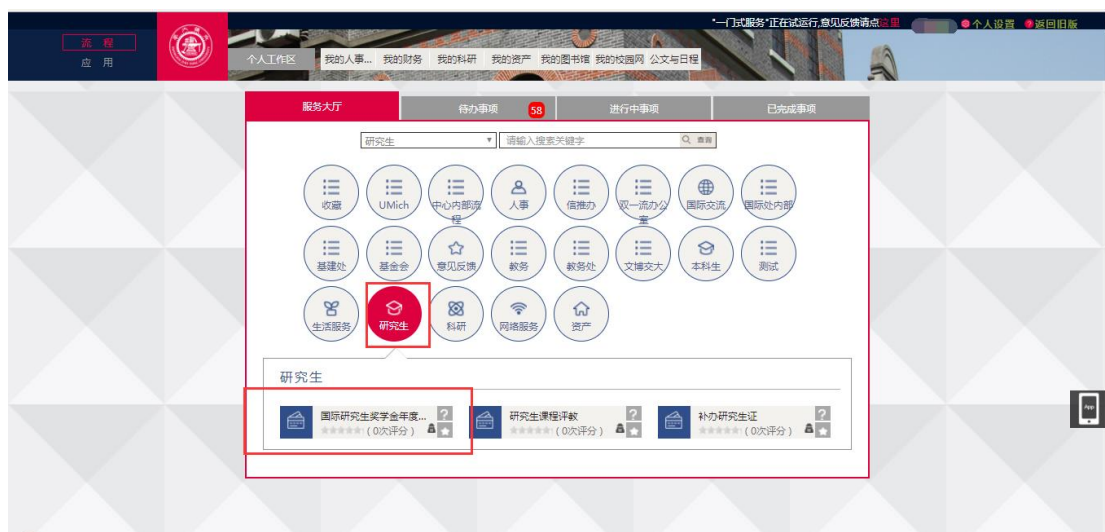 "一门式服务"正在试运行,意见反馈请点这里 个人设置 返回旧版
流 程
应 用
个人工作区 我的人事... 我的财务 我的科研 我的资产 我的图书馆 我的校园网 公文与日程
服务大厅 待办事项 58 进行中事项 已完成事项
研究生 请输入搜索关键字 查询
收藏 UMich 中心内部流程 人事 信推办 双一流办公室 国际交流 国际处内部
基建处 基金会 意见反馈 教务 教务处 文博交大 本科生 测试
生活服务 研究生 科研 网络服务 资产
研究生
国际研究生奖学金年度... ? 研究生课程评教 ? 补办研究生证 ?
(0次评分) (0次评分) (0次评分)
App